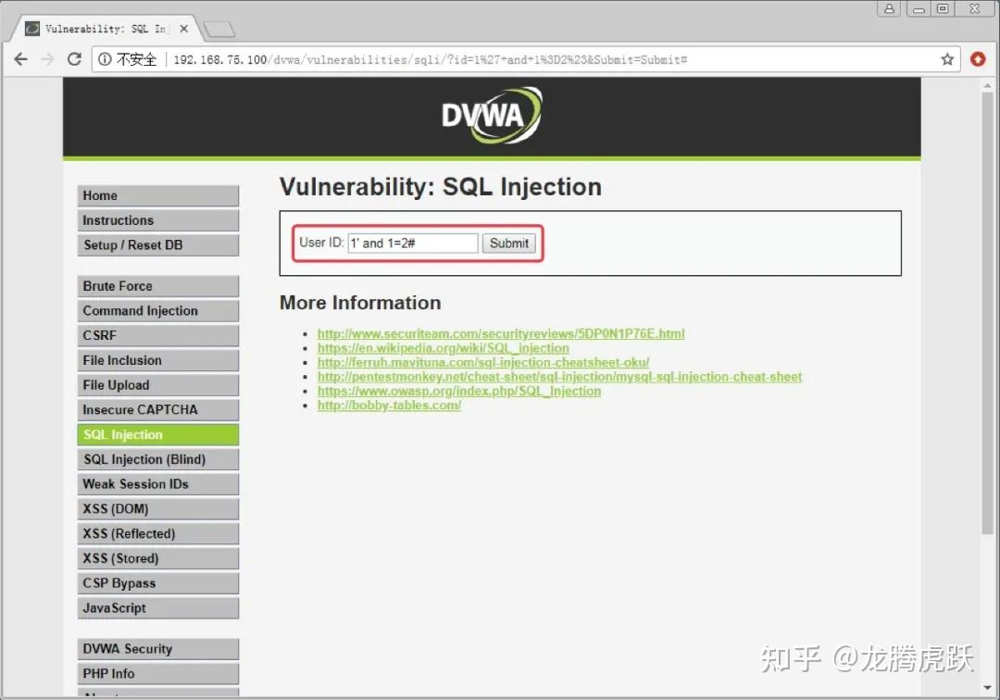 Vulnerability: SQL Inj
不安全
192.168.75.100/dvwa/vulnerabilities/sqli/?id=1%27+and+1%3D2%23&Submit=Submit#
DVWA
Home
Instructions
Setup / Reset DB
Brute Force
Command Injection
CSRF
File Inclusion
File Upload
Insecure CAPTCHA
SQL Injection
SQL Injection (Blind)
Weak Session IDs
XSS (DOM)
XSS (Reflected)
XSS (Stored)
CSP Bypass
JavaScript
DVWA Security
PHP Info
Vulnerability: SQL Injection
User ID: 1' and 1=2# Submit
More Information
http://www.securiteam.com/securityreviews/5DP0N1P76E.html
https://en.wikipedia.org/wiki/SQL_injection
http://ferruh.mavituna.com/sql-injection-cheatsheet-oku/
http://pentestmonkey.net/cheat-sheet/sql-injection/mysql-sql-injection-cheat-sheet
https://www.owasp.org/index.php/SQL_Injection
http://bobby-tables.com/
知乎 @龙腾虎跃